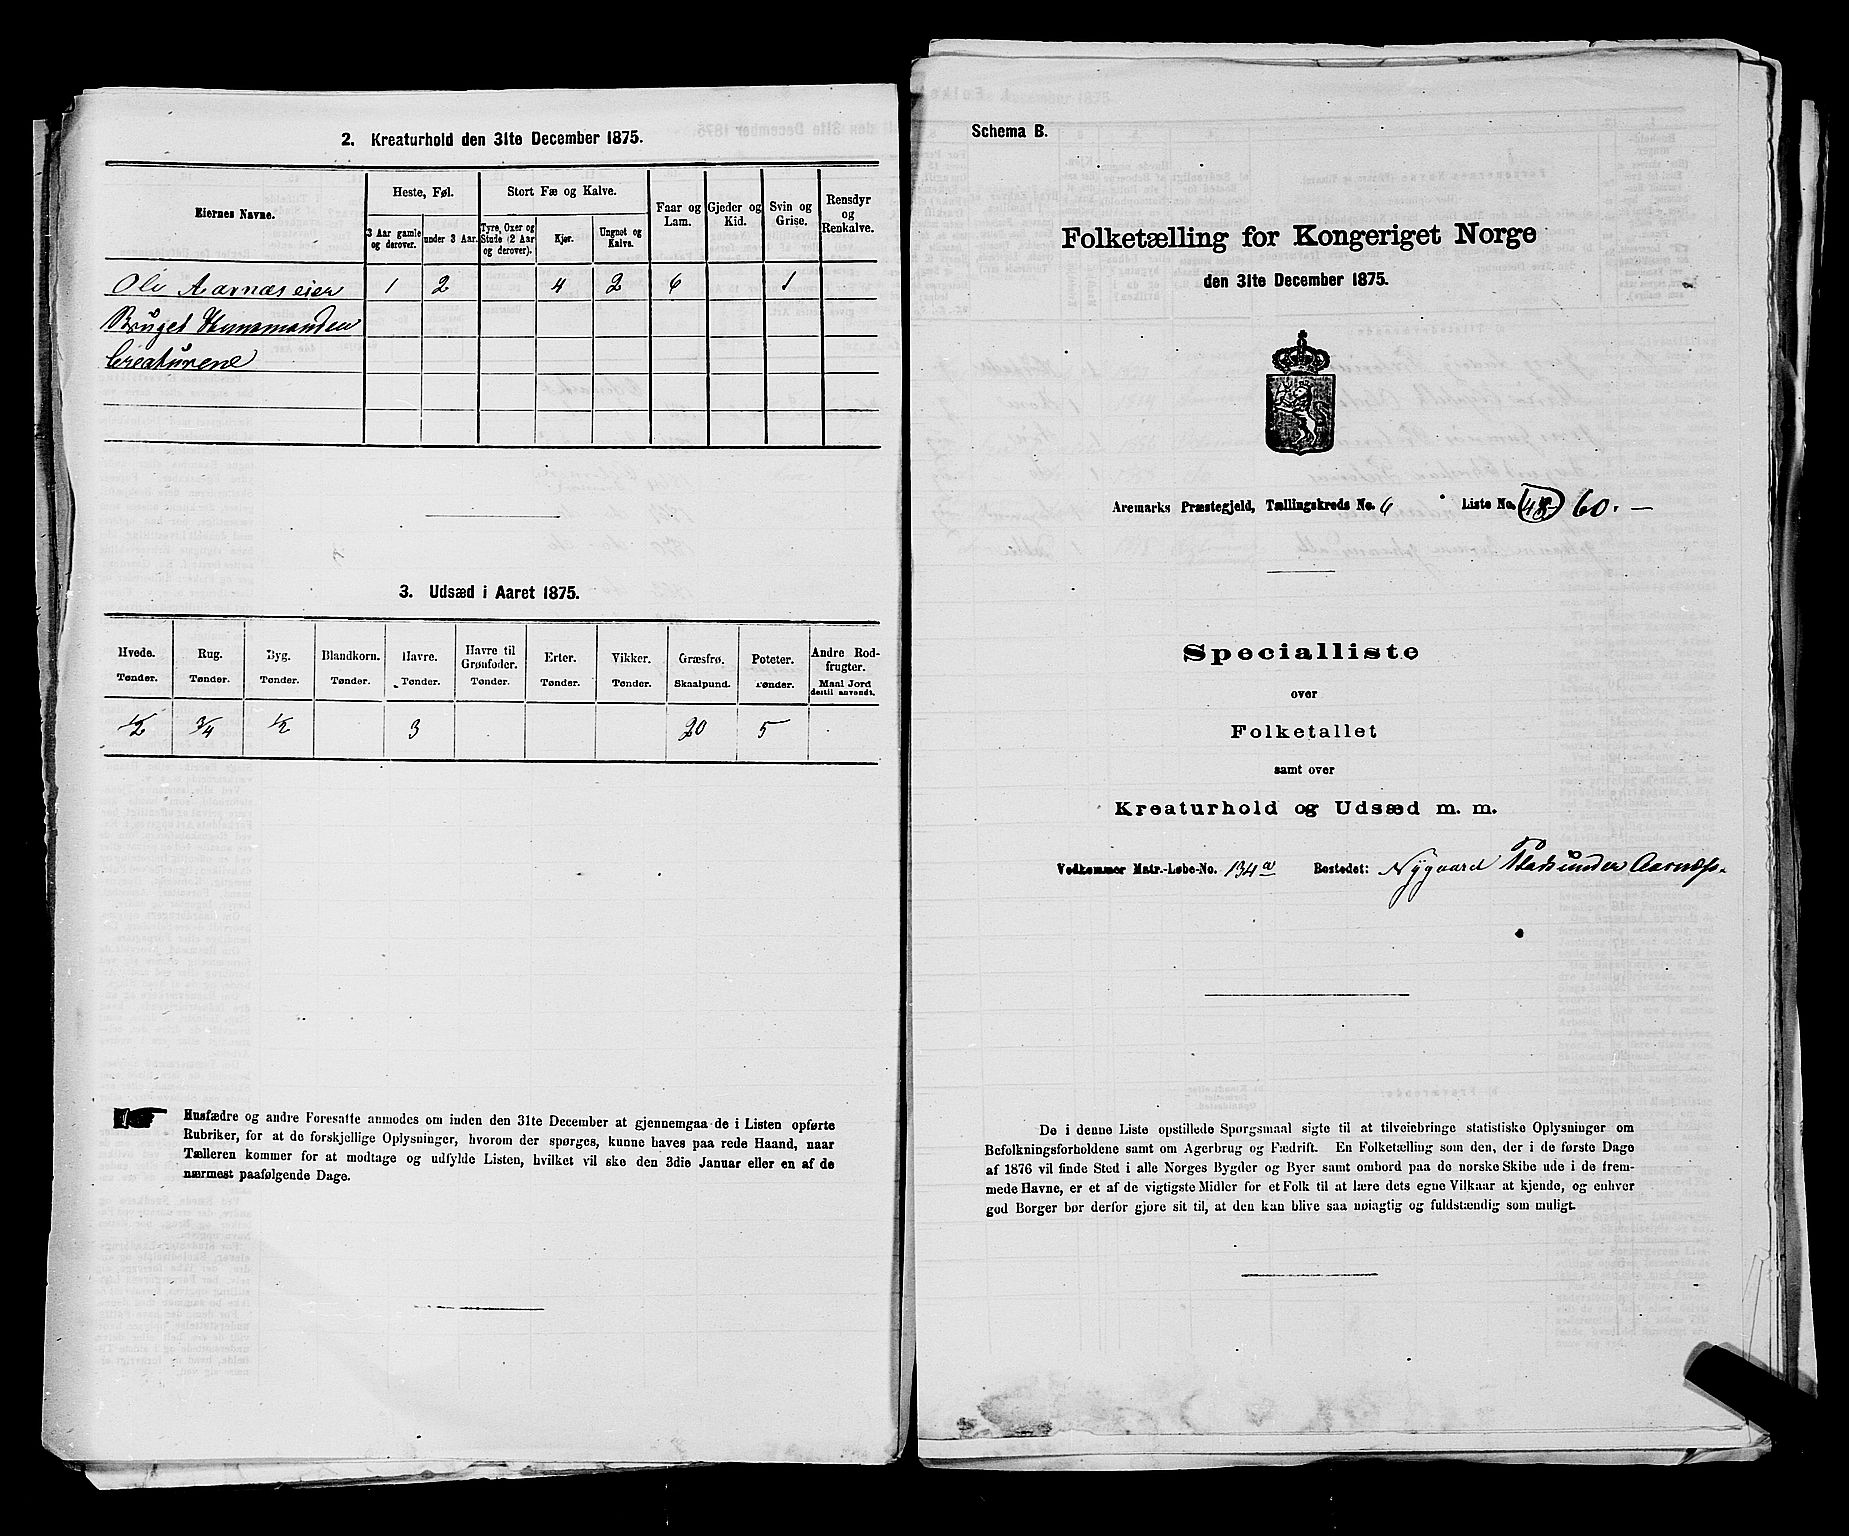 2. Kreaturhold den 31te December 1875.
Eiernes Navne.
Heste, Føl.
Stort Fæ og Kalve.
Faar og Lam.
Gjeder og Kid.
Svin og Grise.
Rensdyr og Renkalve.
3 Aar gamle og derover.
under 3 Aar.
Tyre, Oxer og Stude (2 Aar og derover).
Kjør.
Ungnøt og Kalve.
Ole Aarnæs eier 1 2 4 2 6 1
Bruget Husmanden
Creaturene
3. Udsæd i Aaret 1875.
Hvede. Rug. Byg. Blandkorn. Havre. Havre til Grønfoder. Erter. Vikker. Græsfrø. Poteter. Andre Rodfrugter.
Tønder. Tønder. Tønder. Tønder. Tønder. Tønder. Tønder. Tønder. Skaalpund. Tønder. Maal Jord dertil anvendt.
1/2 3/4 1/2 3 20 5
Husfædre og andre Foresatte anmodes om inden den 31te December at gjennemgaa de i Listen opførte
Rubriker, for at de forskjellige Oplysninger, hvorom der spørges, kunne haves paa rede Haand, naar
Tælleren kommer for at modtage og udfylde Listen, hvilket vil ske den 3die Januar eller en af de
nærmest paafølgende Dage.
Schema B.
Folketælling for Kongeriget Norge
den 31te December 1875.
Aremarks Præstegjeld, Tællingskreds No. 6 Liste No. 48 60.-
Specialliste
over
Folketallet
samt over
Kreaturhold og Udsæd m. m.
Vedkommer Matr.-Løbe-No. 134a Bostedet: Nygaard Plads under Aarnæs.
De i denne Liste opstillede Spørgsmaal sigte til at tilveiebringe statistiske Oplysninger om
Befolkningsforholdene samt om Agerbrug og Fædrift. En Folketælling som den, der i de første Dage
af 1876 vil finde Sted i alle Norges Bygder og Byer samt ombord paa de norske Skibe ude i de frem-
mede Havne, er et af de vigtigste Midler for et Folk til at lære dets egne Vilkaar at kjende, og enhver
god Borger bør derfor gjøre sit til, at den kan blive saa nøiagtig og fuldstændig som muligt.